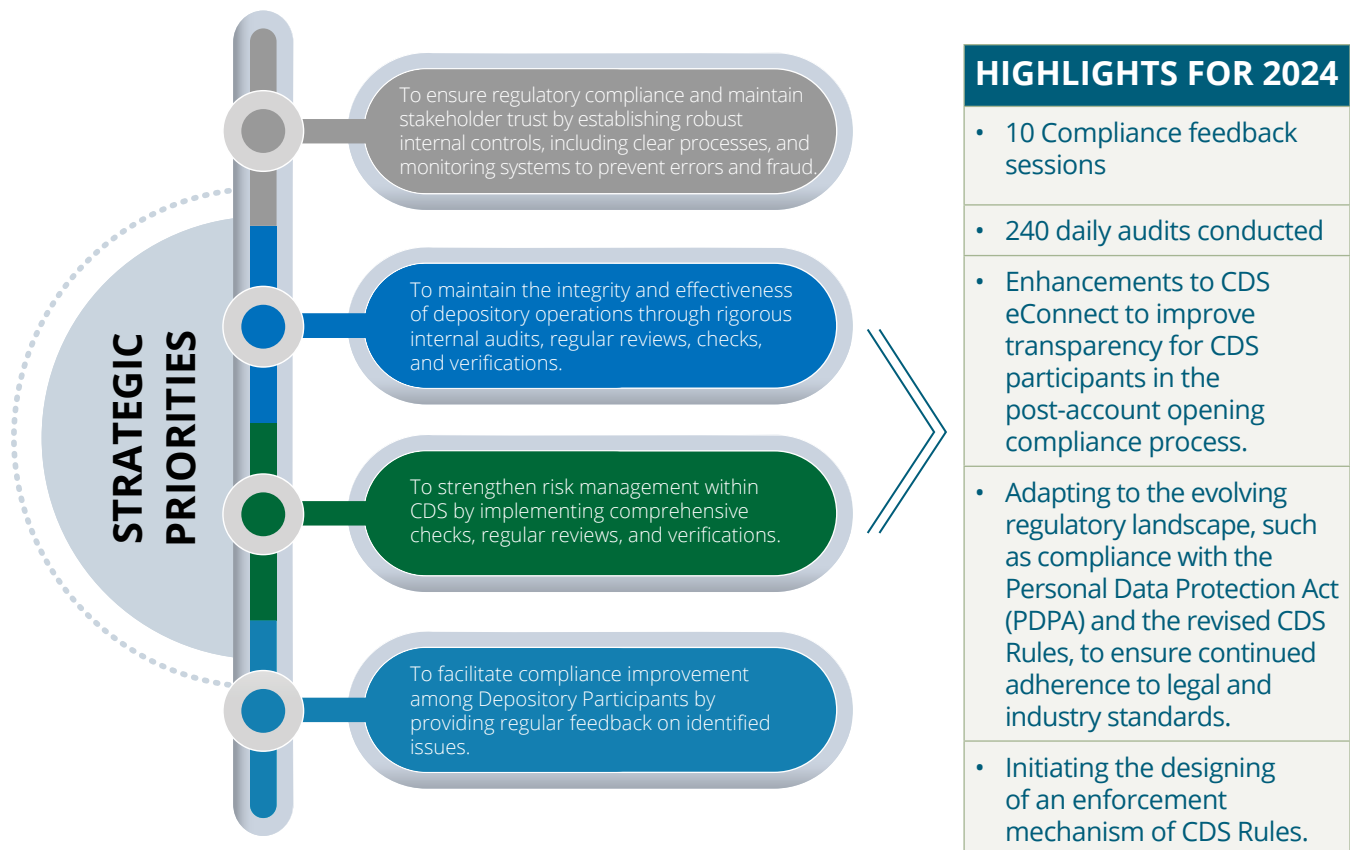 STRATEGIC
PRIORITIES
To ensure regulatory compliance and maintain
stakeholder trust by establishing robust
internal controls, including clear processes, and
monitoring systems to prevent errors and fraud.
To maintain the integrity and effectiveness
of depository operations through rigorous
internal audits, regular reviews, checks,
and verifications.
To strengthen risk management within
CDS by implementing comprehensive
checks, regular reviews, and verifications.
To facilitate compliance improvement
among Depository Participants by
providing regular feedback on identified
issues.
HIGHLIGHTS FOR 2024
• 10 Compliance feedback
sessions
• 240 daily audits conducted
• Enhancements to CDS
eConnect to improve
transparency for CDS
participants in the
post-account opening
compliance process.
• Adapting to the evolving
regulatory landscape, such
as compliance with the
Personal Data Protection Act
(PDPA) and the revised CDS
Rules, to ensure continued
adherence to legal and
industry standards.
• Initiating the designing
of an enforcement
mechanism of CDS Rules.